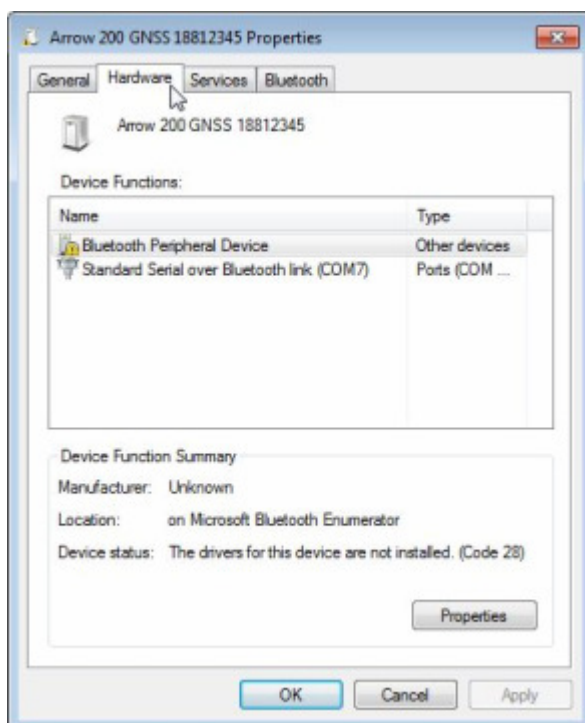 Arrow 200 GNSS 18812345 Properties
General Hardware Services Bluetooth
Arrow 200 GNSS 18812345
Device Functions:
Name Type
Bluetooth Peripheral Device Other devices
Standard Serial over Bluetooth link (COM7) Ports (COM ...
Device Function Summary
Manufacturer: Unknown
Location: on Microsoft Bluetooth Enumerator
Device status: The drivers for this device are not installed. (Code 28)
Properties
OK Cancel Apply